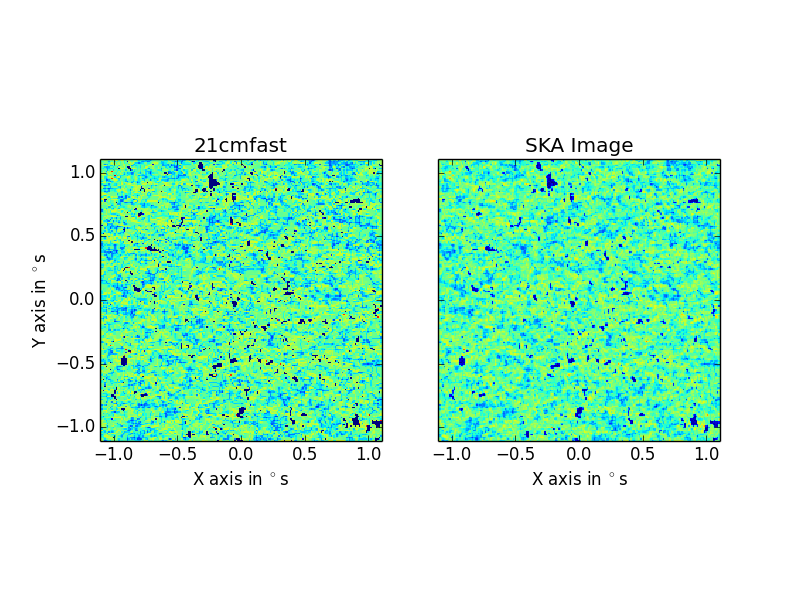 21cmfast
SKA Image
1.0
0.5
0.0
−0.5
−1.0
Y axis in ° s
−1.0 −0.5 0.0 0.5 1.0
−1.0 −0.5 0.0 0.5 1.0
X axis in ° s
X axis in ° s